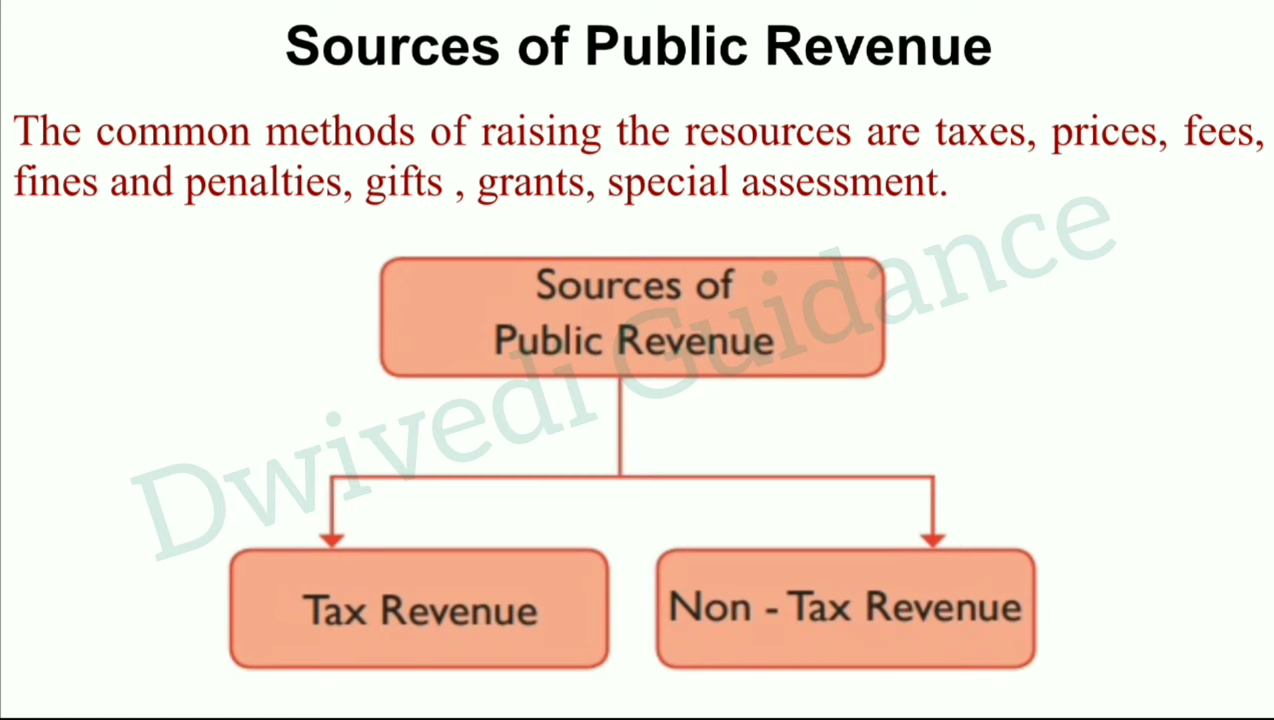 Sources of Public Revenue
The common methods of raising the resources are taxes, prices, fees,
fines and penalties, gifts , grants, special assessment.
Sources of
Public Revenue
Dwivedi Guidance
Tax Revenue
Non - Tax Revenue